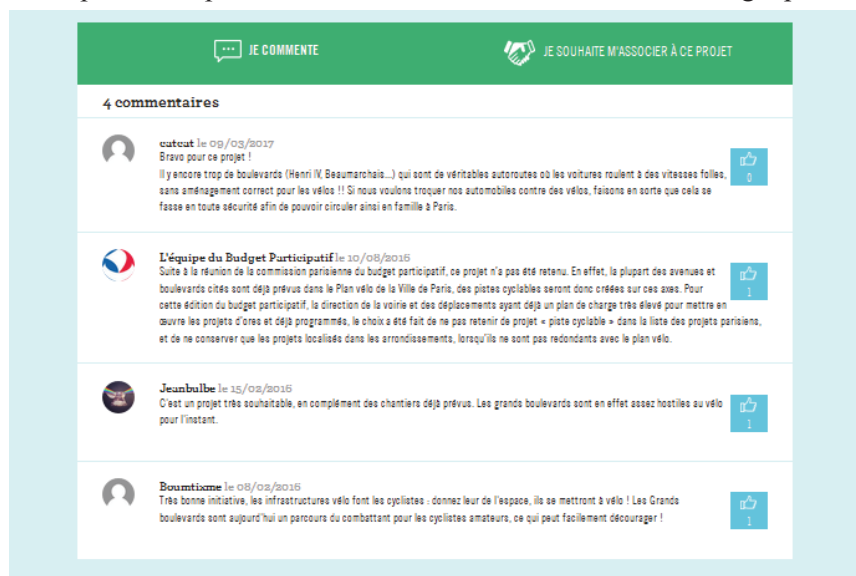 JE COMMENTE
JE SOUHAITE M'ASSOCIER À CE PROJET
4 commentaires
catcat le 09/03/2017
Bravo pour ce projet !
Il y encore trop de boulevards (Henri IV, Beaumarchais...) qui sont de véritables autoroutes où les voitures roulent à des vitesses folles,
sans aménagement correct pour les vélos !! Si nous voulons troquer nos automobiles contre des vélos, faisons en sorte que cela se
fasse en toute sécurité afin de pouvoir circuler ainsi en famille à Paris.
0
L'équipe du Budget Participatif le 10/08/2016
Suite à la réunion de la commission parisienne du budget participatif, ce projet n'a pas été retenu. En effet, la plupart des avenues et
boulevards cités sont déjà prévus dans le Plan vélo de la Ville de Paris, des pistes cyclables seront donc créées sur ces axes. Pour
cette édition du budget participatif, la direction de la voirie et des déplacements ayant déjà un plan de charge très élevé pour mettre en
œuvre les projets d'ores et déjà programmés, le choix a été fait de ne pas retenir de projet « piste cyclable » dans la liste des projets parisiens,
et de ne conserver que les projets localisés dans les arrondissements, lorsqu'ils ne sont pas redondants avec le plan vélo.
1
Jeanbulbe le 15/02/2016
C'est un projet très souhaitable, en complément des chantiers déjà prévus. Les grands boulevards sont en effet assez hostiles au vélo
pour l'instant.
1
Boumtixme le 08/02/2016
Très bonne initiative, les infrastructures vélo font les cyclistes : donnez leur de l'espace, ils se mettront à vélo ! Les Grands
boulevards sont aujourd'hui un parcours du combattant pour les cyclistes amateurs, ce qui peut facilement décourager !
1